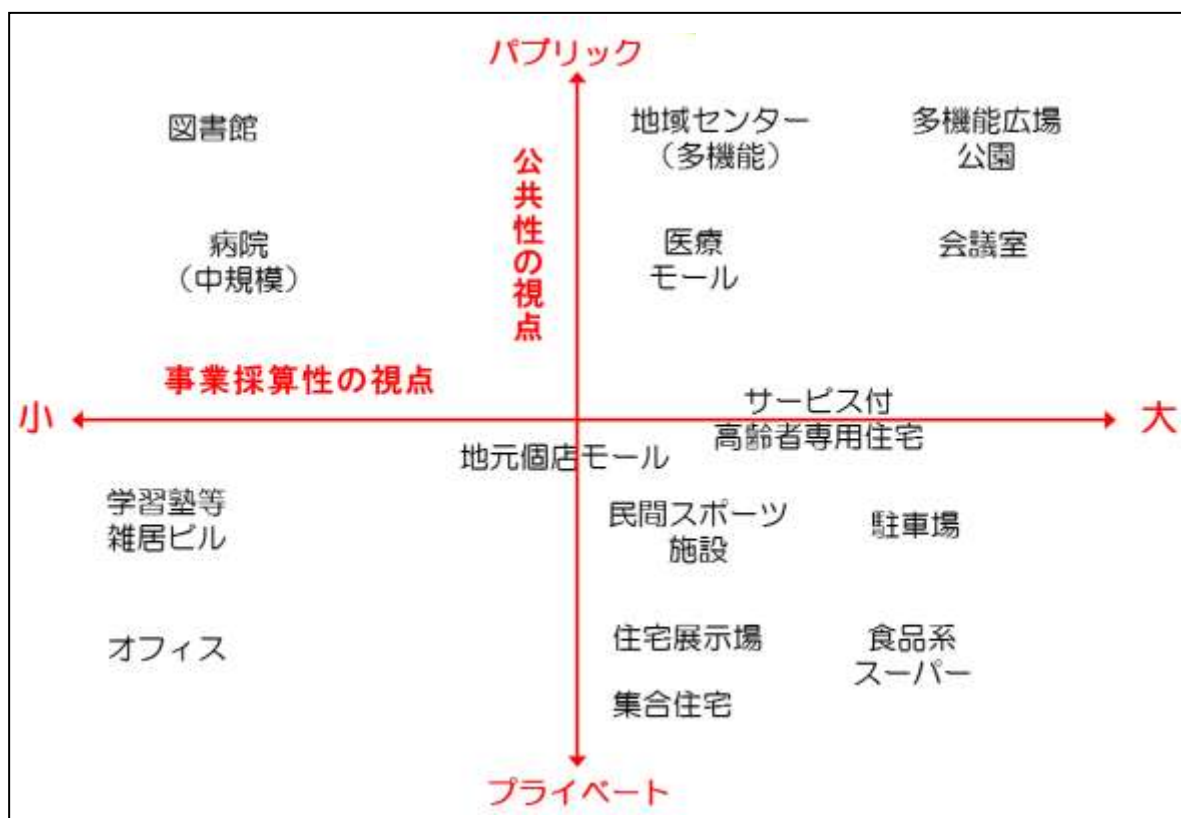 パブリック
図書館
地域センター
（多機能）
多機能広場
公園
公共性の視点
病院
（中規模）
医療
モール
会議室
事業採算性の視点
小
大
サービス付
高齢者専用住宅
地元個店モール
学習塾等
雑居ビル
民間スポーツ
施設
駐車場
オフィス
住宅展示場
食品系
スーパー
集合住宅
プライベート